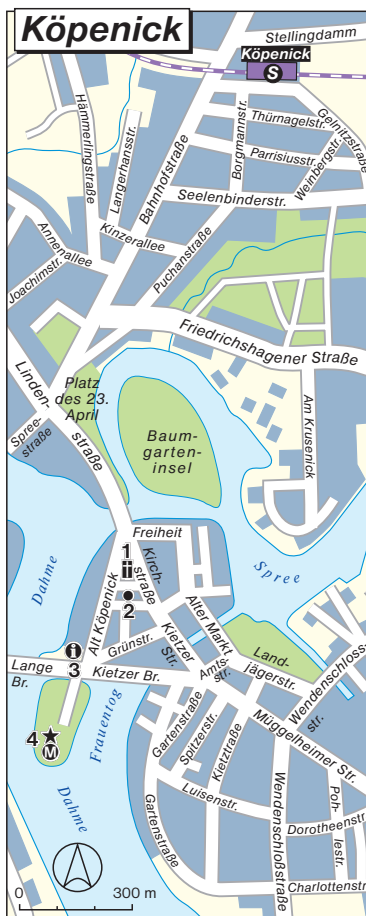 Köpenick
Stellingdamm
Köpenick
S
Hämmerlingstraße
Langerhansstr.
Bahnhofstraße
Borgmannstr.
Thürnagelstr.
Gelnitzstraße
Parrisiusstr.
Weinbergstr.
Seelenbinderstr.
Annenallee
Kinzerallee
Joachimstr.
Puchanstraße
Friedrichshagener Straße
Linden-
straße
Platz
des 23.
April
Spree-
straße
Baum-
garten-
insel
Am Krusenick
Freiheit
1
Kirch-
straße
Dahme
Spree
Alt Köpenick
2
Alter Markt
Grünstr.
Kietzer
Str.
Land-
jägerstr.
i
3
Lange
Br.
Kietzer Br.
Amts-
str.
Wendenschloss-
str.
Frauentog
Gartenstraße
Spitzerstr.
Kietzstraße
Müggelheimer Str.
4
M
Luisenstr.
Dahme
Gartenstraße
Wendenschloßstraße
Poh-
lestr.
Dorotheenstr.
Charlottenstr.
0
300 m